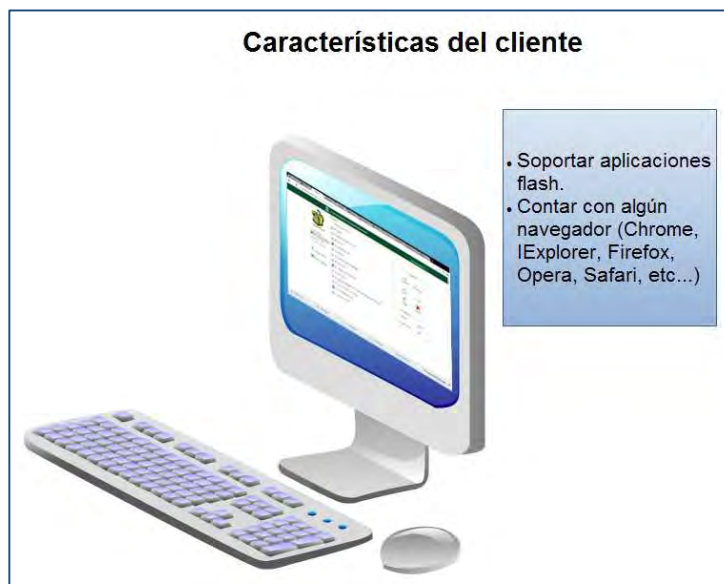 Características del cliente
• Soportar aplicaciones
flash.
• Contar con algún
navegador (Chrome,
IExplorer, Firefox,
Opera, Safari, etc...)